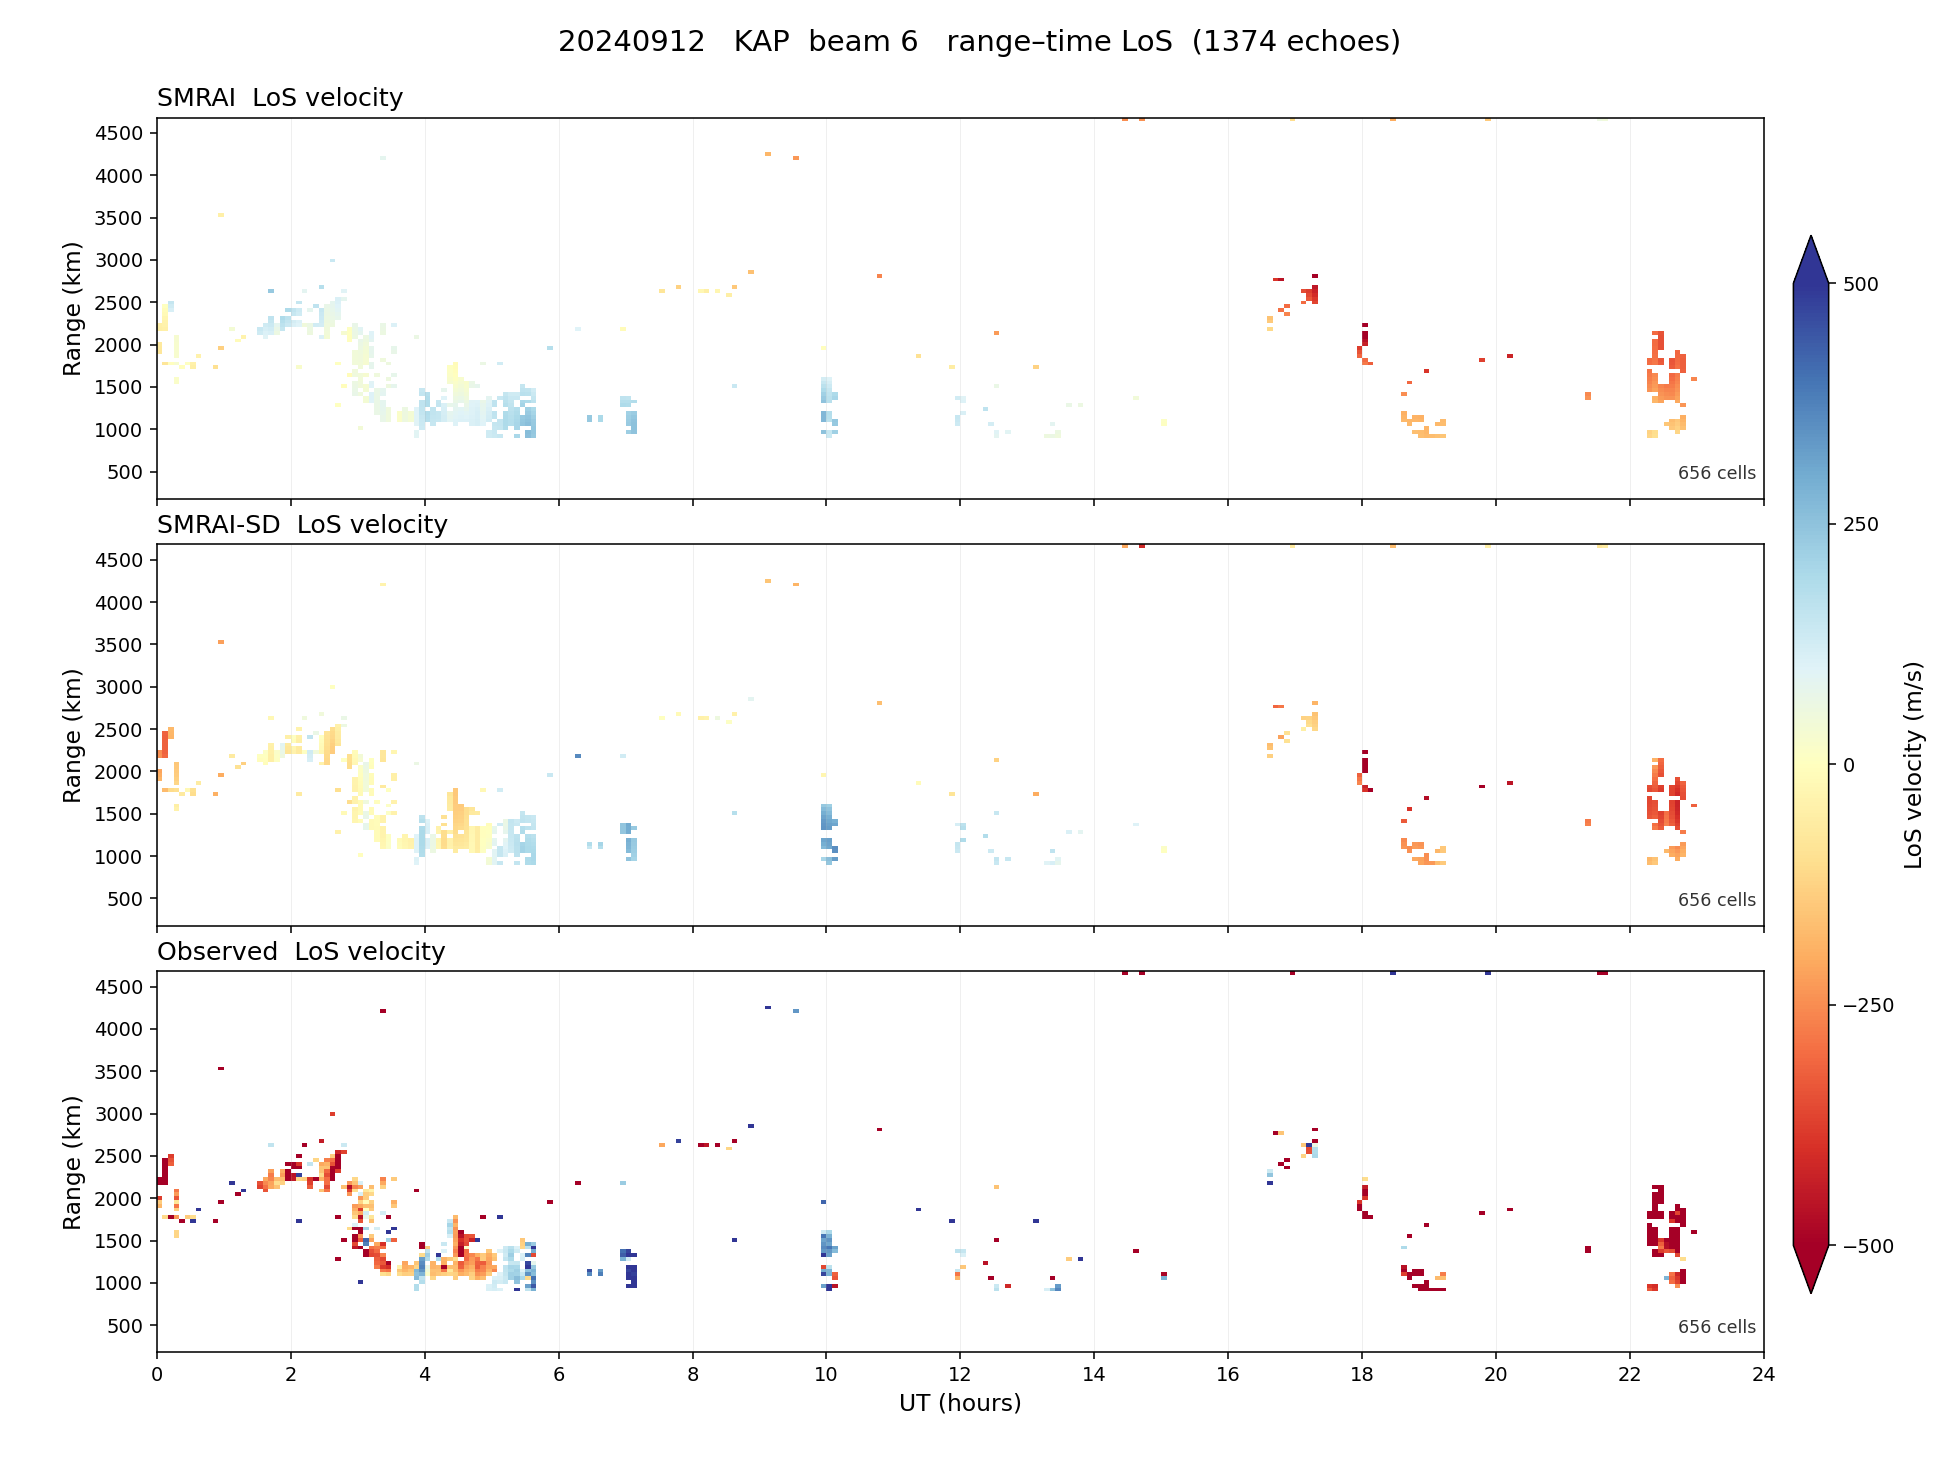 20240912   KAP  beam 6   range–time LoS  (1374 echoes)
SMRAI  LoS velocity
4500
4000
3500
3000
2500
2000
1500
1000
500
Range (km)
656 cells
SMRAI-SD  LoS velocity
4500
4000
3500
3000
2500
2000
1500
1000
500
Range (km)
656 cells
Observed  LoS velocity
4500
4000
3500
3000
2500
2000
1500
1000
500
Range (km)
656 cells
0 2 4 6 8 10 12 14 16 18 20 22 24
UT (hours)
500
250
0
−250
−500
LoS velocity (m/s)